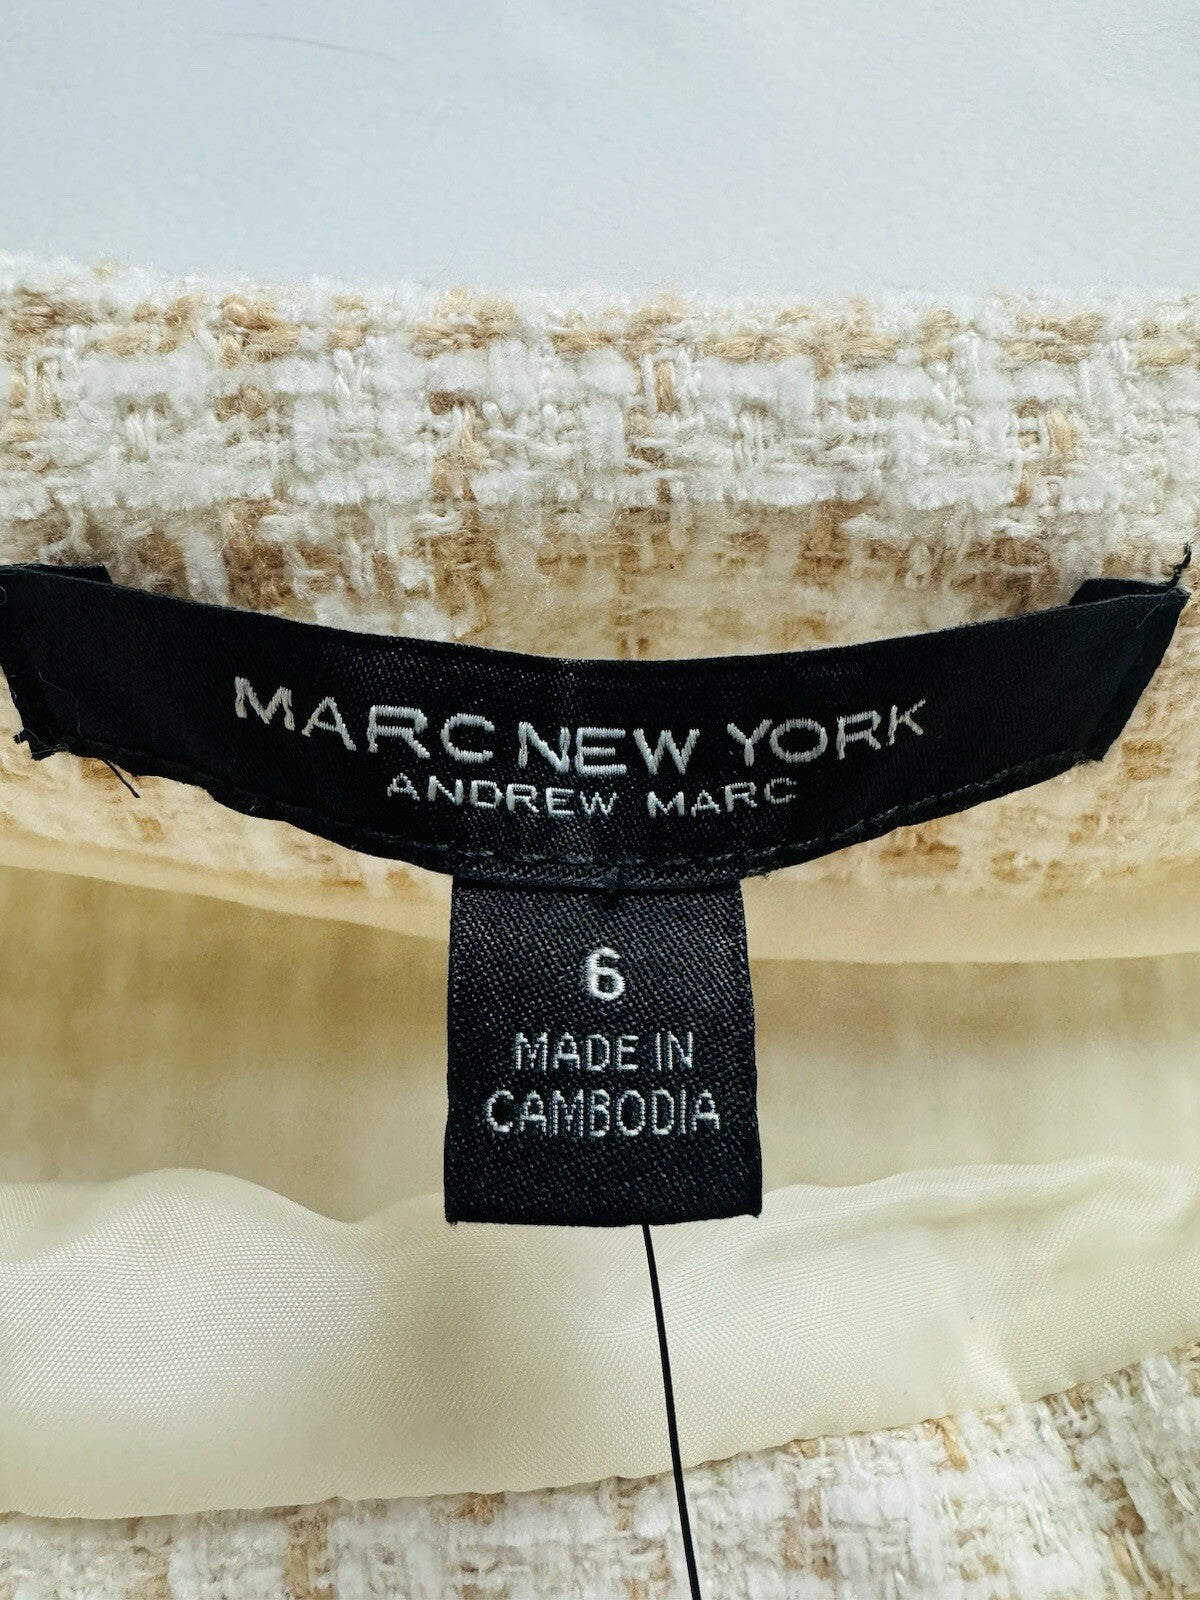 MARC NEW YORK
ANDREW MARC
6
MADE IN
CAMBODIA